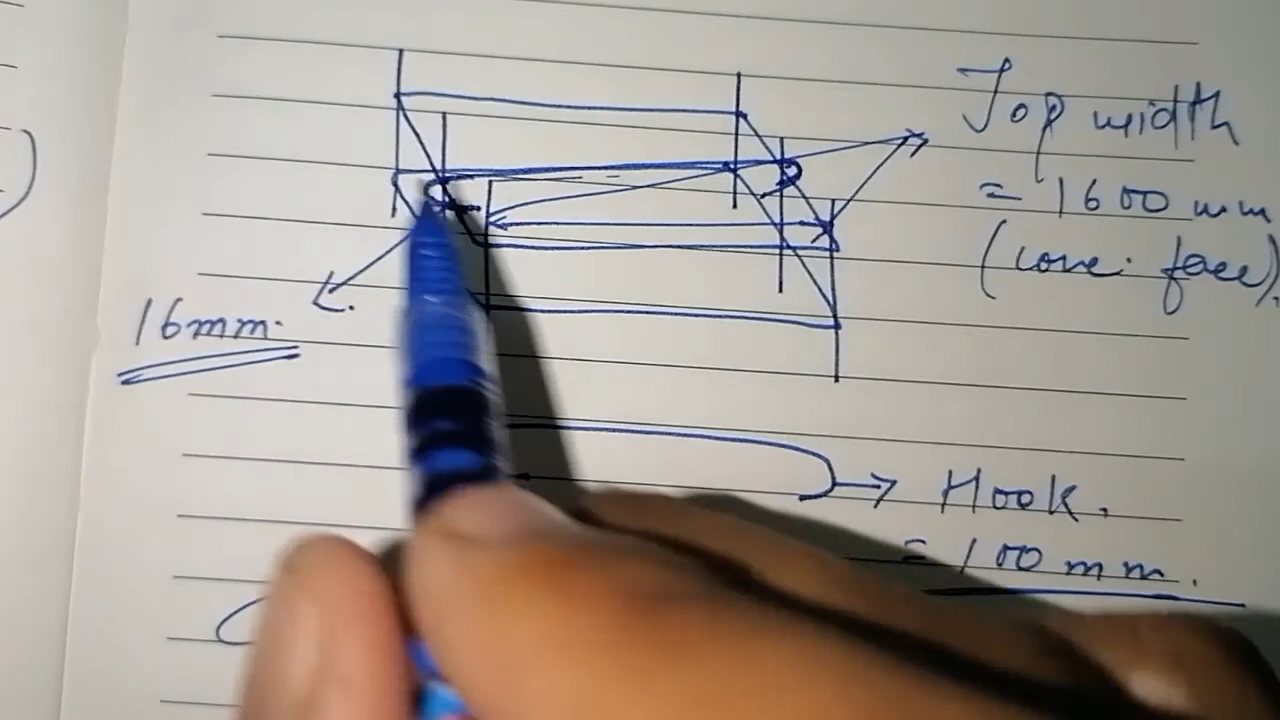 Top width
= 1600 mm
(conc. face).
16mm.
Hook.
= 100 mm.